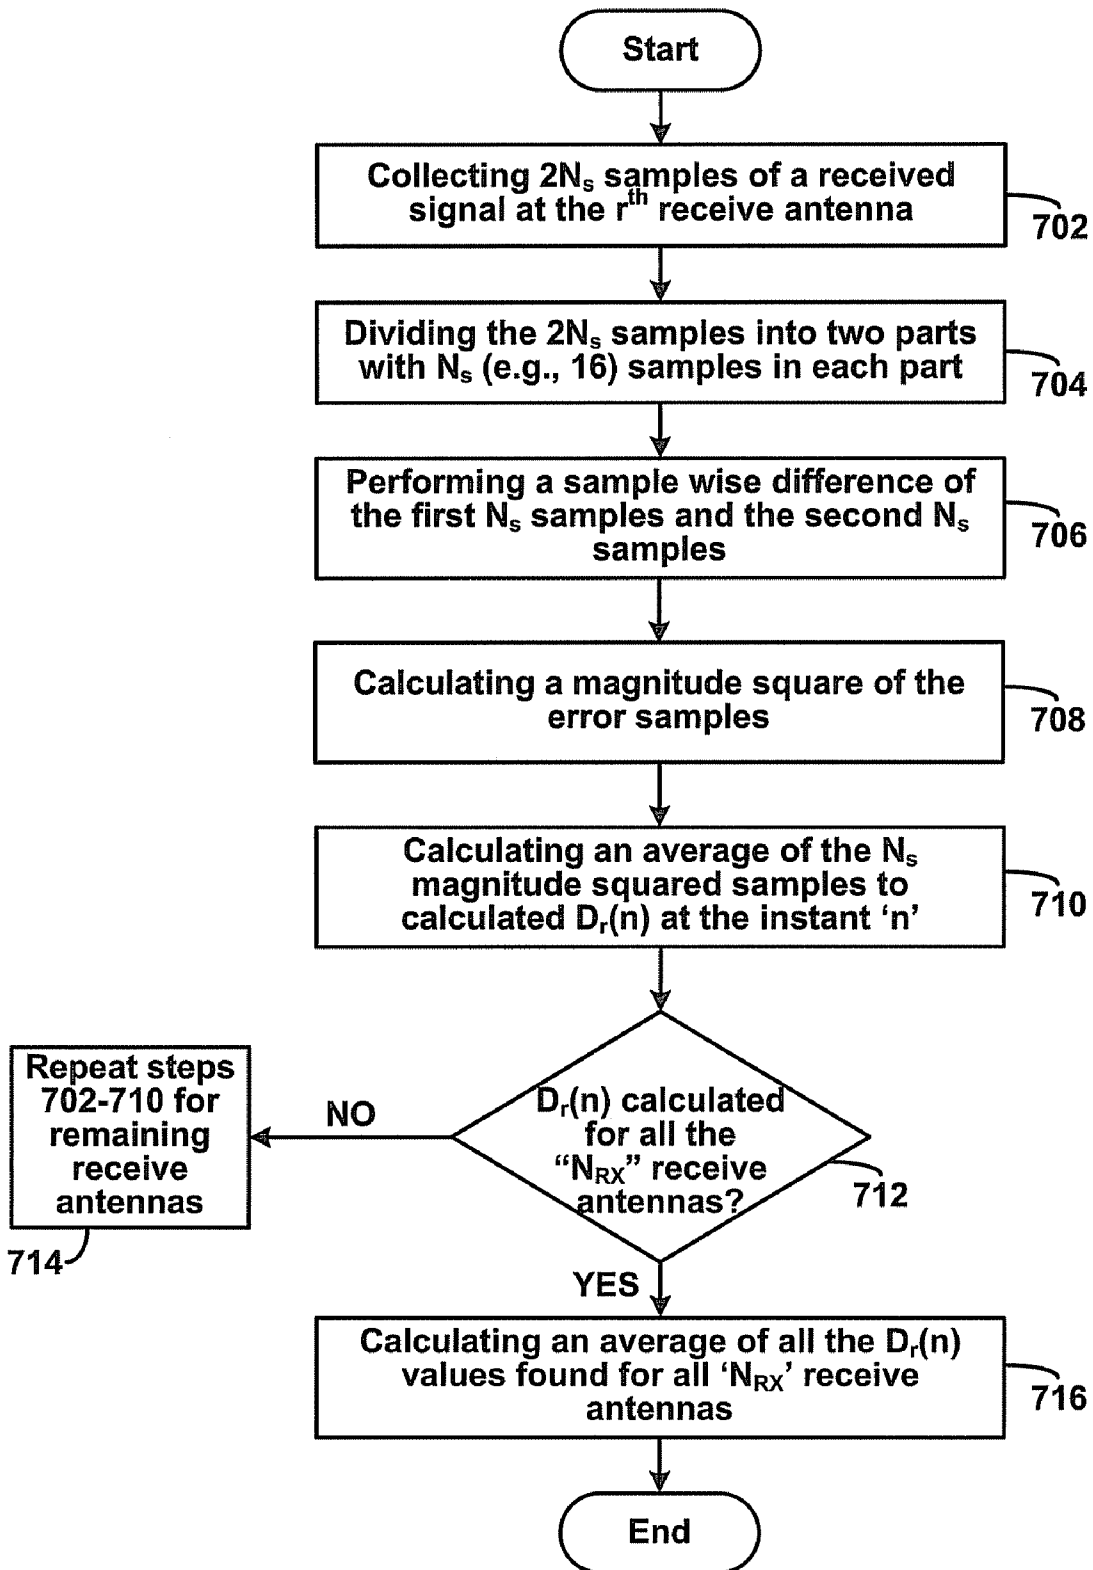 Start
Collecting 2Nₛ samples of a received
signal at the rᵗʰ receive antenna
702
Dividing the 2Nₛ samples into two parts
with Nₛ (e.g., 16) samples in each part
704
Performing a sample wise difference of
the first Nₛ samples and the second Nₛ
samples
706
Calculating a magnitude square of the
error samples
708
Calculating an average of the Nₛ
magnitude squared samples to
calculated Dᵣ(n) at the instant ‘n’
710
Dᵣ(n) calculated
for all the
“N_RX” receive
antennas?
712
NO
Repeat steps
702-710 for
remaining
receive
antennas
714
YES
Calculating an average of all the Dᵣ(n)
values found for all ‘N_RX’ receive
antennas
716
End